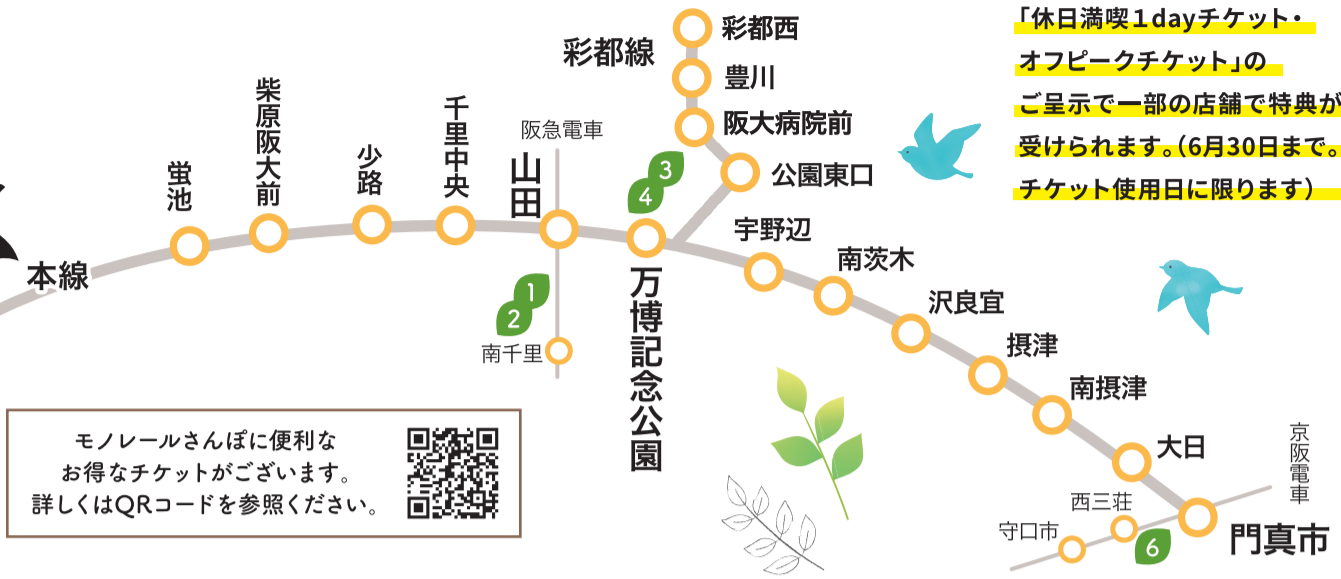 「休日満喫1dayチケット・
オフピークチケット」の
ご呈示で一部の店舗で特典が
受けられます。（6月30日まで。
チケット使用日に限ります）
彩都線
彩都西
豊川
阪大病院前
公園東口
本線
蛍池
柴原阪大前
少路
千里中央
阪急電車
山田
3
4
1
2
南千里
万博記念公園
宇野辺
南茨木
沢良宜
摂津
南摂津
大日
門真市
京阪電車
西三荘
守口市
6
モノレールさんぽに便利な
お得なチケットがございます。
詳しくはQRコードを参照ください。